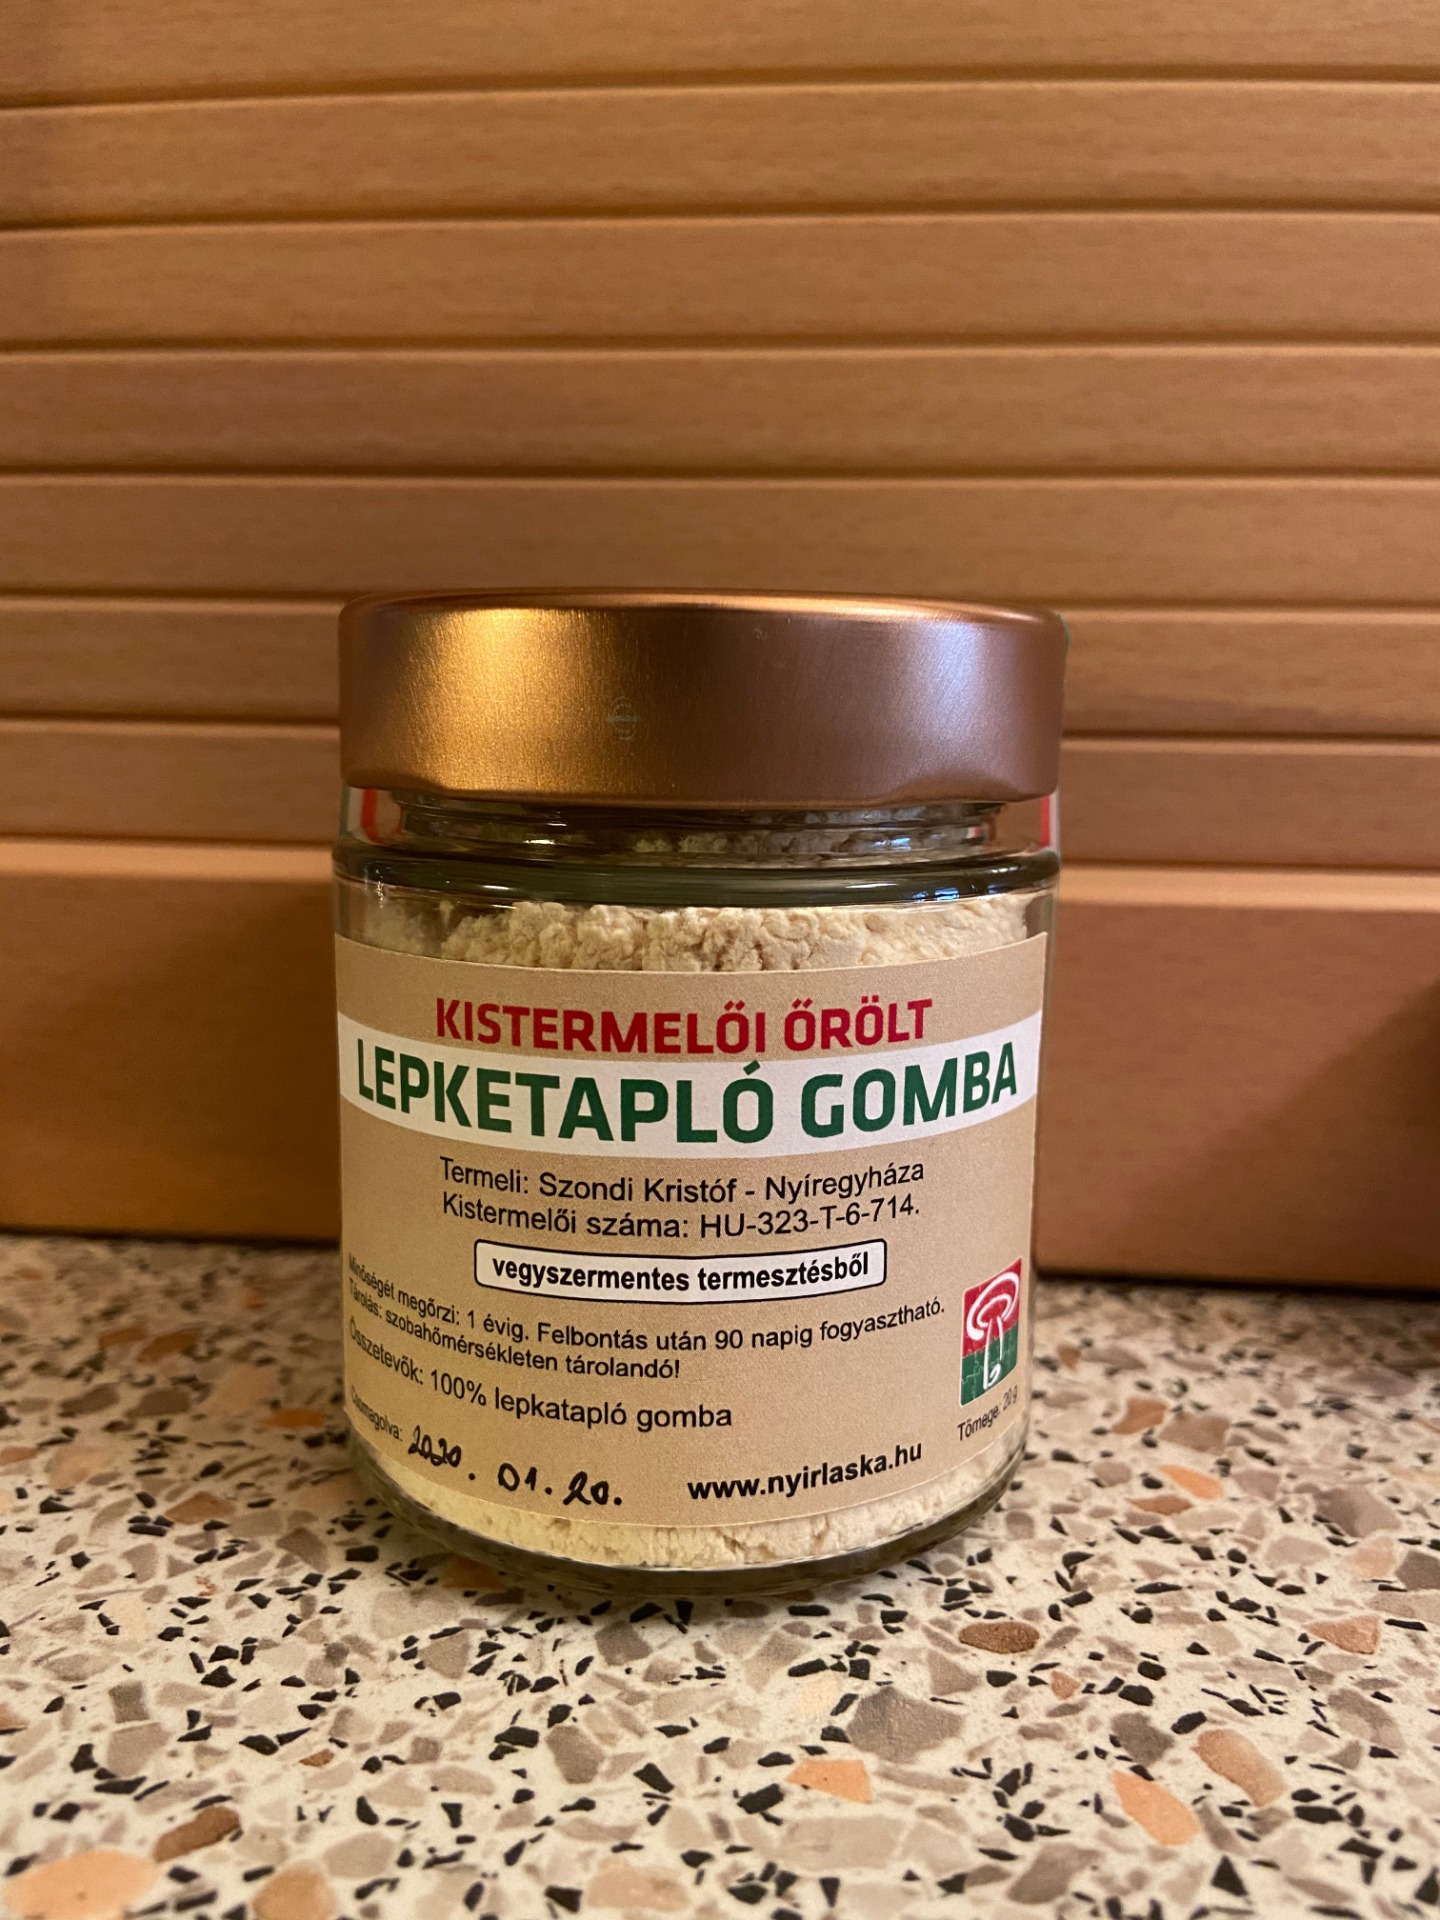 KISTERMELŐI ŐRÖLT
LEPKETAPLÓ GOMBA
Termeli: Szondi Kristóf - Nyíregyháza
Kistermelői száma: HU-323-T-6-714.
vegyszermentes termesztésből
Minőségét megőrzi: 1 évig. Felbontás után 90 napig fogyasztható.
Tárolás: szobahőmérsékleten tárolandó!
Összetevők: 100% lepkatapló gomba
Csomagolva: 2020. 01. 20.
www.nyirlaska.hu
Tömege: 20 g